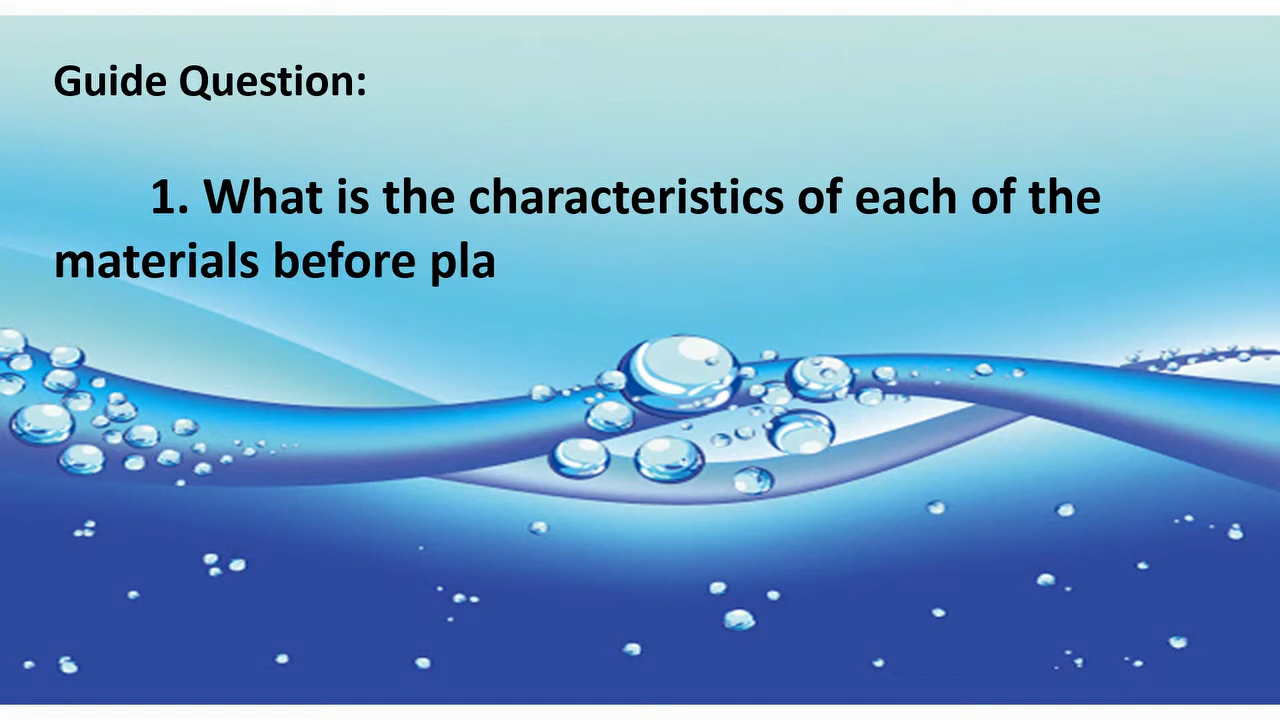 Guide Question:
1. What is the characteristics of each of the
materials before pla